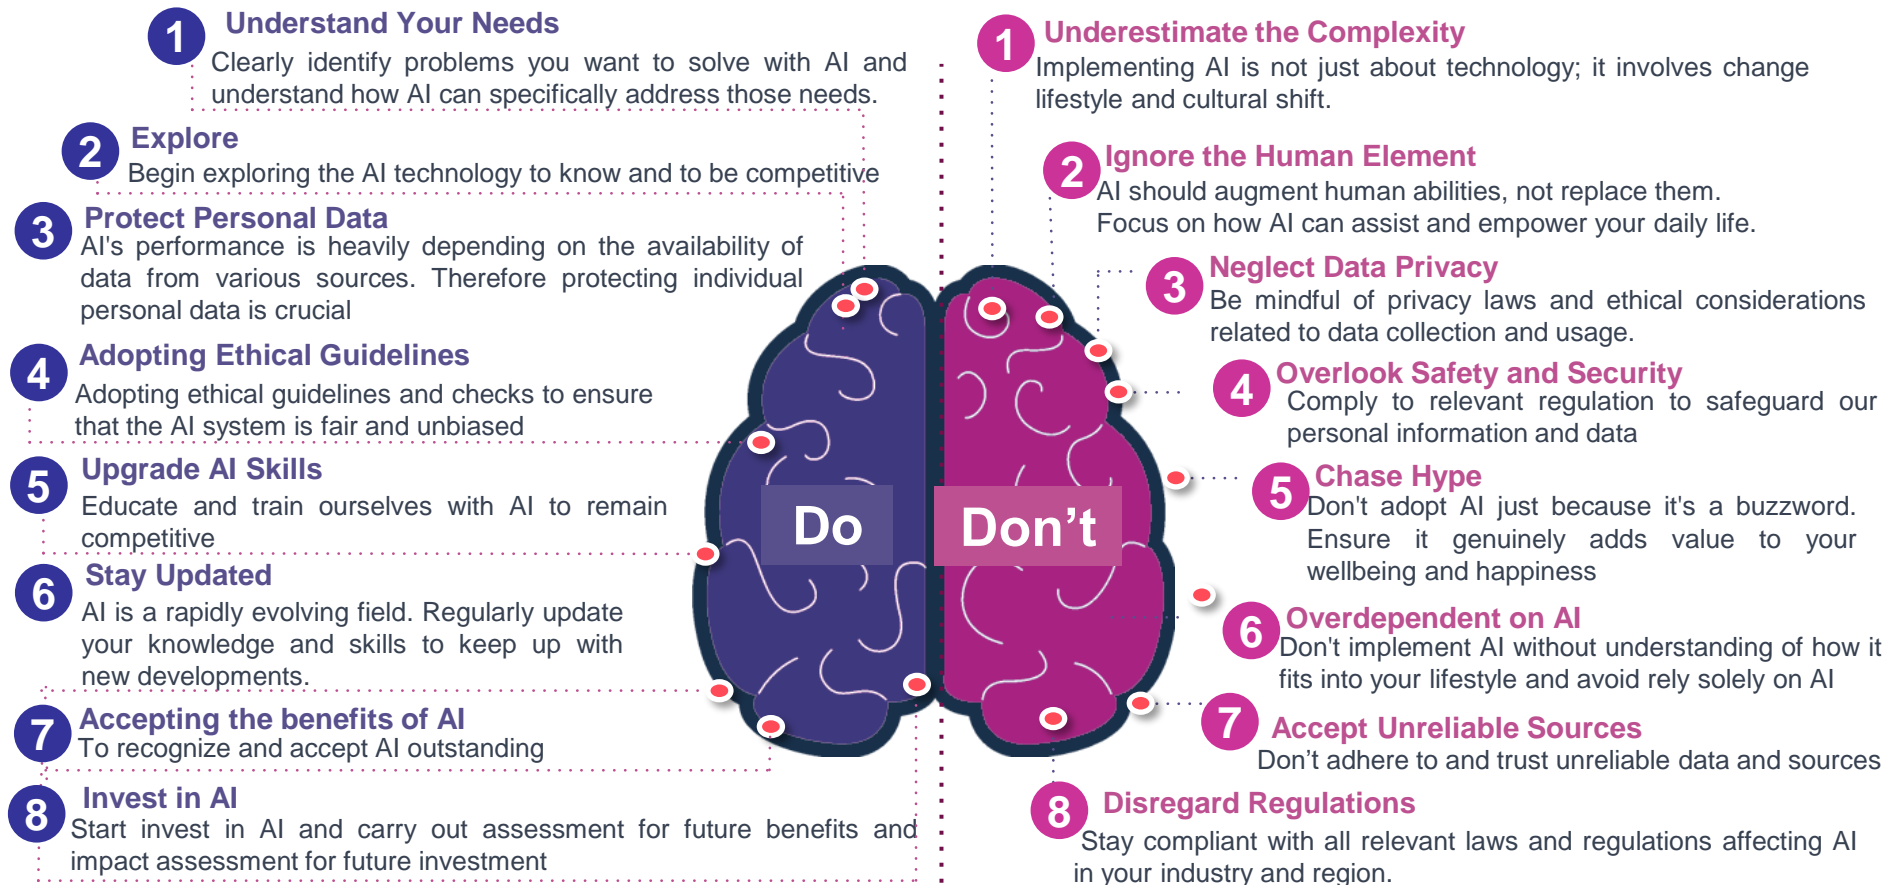 1
Understand Your Needs
Clearly identify problems you want to solve with AI and
understand how AI can specifically address those needs.
2
Explore
Begin exploring the AI technology to know and to be competitive
3
Protect Personal Data
AI's performance is heavily depending on the availability of
data from various sources. Therefore protecting individual
personal data is crucial
4
Adopting Ethical Guidelines
Adopting ethical guidelines and checks to ensure
that the AI system is fair and unbiased
5
Upgrade AI Skills
Educate and train ourselves with AI to remain
competitive
6
Stay Updated
AI is a rapidly evolving field. Regularly update
your knowledge and skills to keep up with
new developments.
7
Accepting the benefits of AI
To recognize and accept AI outstanding
8
Invest in AI
Start invest in AI and carry out assessment for future benefits and
impact assessment for future investment
Do
Don't
1
Underestimate the Complexity
Implementing AI is not just about technology; it involves change
lifestyle and cultural shift.
2
Ignore the Human Element
AI should augment human abilities, not replace them.
Focus on how AI can assist and empower your daily life.
3
Neglect Data Privacy
Be mindful of privacy laws and ethical considerations
related to data collection and usage.
4
Overlook Safety and Security
Comply to relevant regulation to safeguard our
personal information and data
5
Chase Hype
Don't adopt AI just because it's a buzzword.
Ensure it genuinely adds value to your
wellbeing and happiness
6
Overdependent on AI
Don't implement AI without understanding of how it
fits into your lifestyle and avoid rely solely on AI
7
Accept Unreliable Sources
Don’t adhere to and trust unreliable data and sources
8
Disregard Regulations
Stay compliant with all relevant laws and regulations affecting AI
in your industry and region.